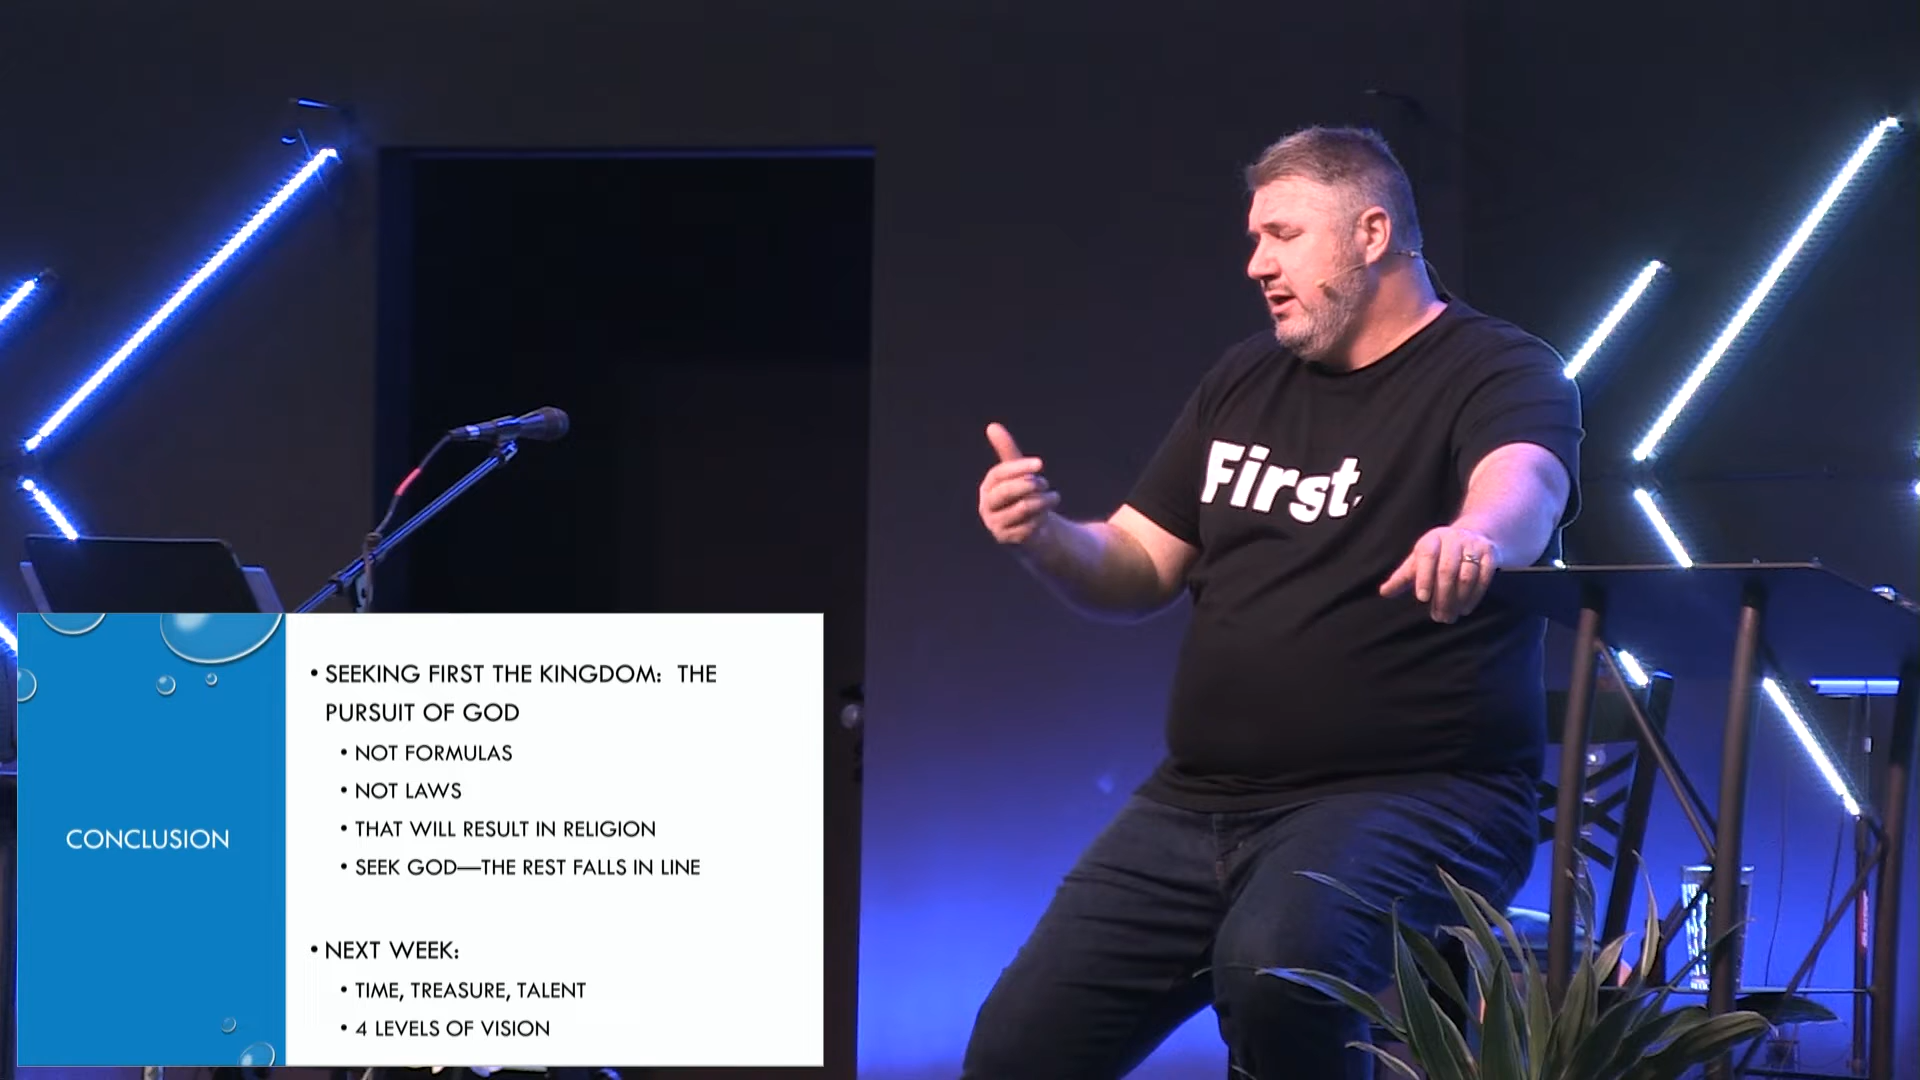 First.
CONCLUSION
• SEEKING FIRST THE KINGDOM: THE
PURSUIT OF GOD
• NOT FORMULAS
• NOT LAWS
• THAT WILL RESULT IN RELIGION
• SEEK GOD—THE REST FALLS IN LINE
• NEXT WEEK:
• TIME, TREASURE, TALENT
• 4 LEVELS OF VISION